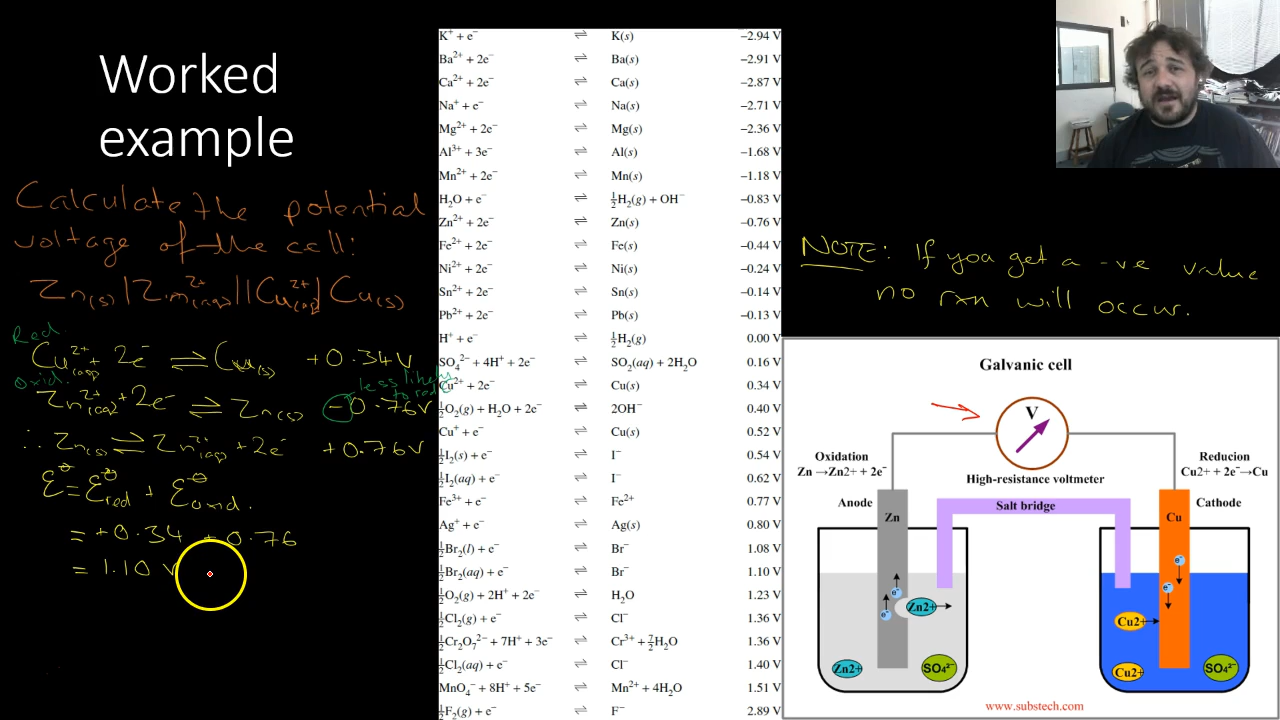 Worked
example
Calculate the potential
voltage of the cell:
Zn(s)|Zn²⁺(aq)||Cu²⁺(aq)|Cu(s)
Red
Cu²⁺(aq) + 2e⁻ ⇌ Cu(s) +0.34V
oxid. less likely
to red
Zn²⁺(aq) + 2e⁻ ⇌ Zn(s) -0.76V
∴ Zn(s) ⇌ Zn²⁺(aq) + 2e⁻ +0.76V
Ɛ° = Ɛ°red + Ɛ°oxid.
= +0.34 + 0.76
= 1.10 V
K⁺ + e⁻ ⇌ K(s) –2.94 V
Ba²⁺ + 2e⁻ ⇌ Ba(s) –2.91 V
Ca²⁺ + 2e⁻ ⇌ Ca(s) –2.87 V
Na⁺ + e⁻ ⇌ Na(s) –2.71 V
Mg²⁺ + 2e⁻ ⇌ Mg(s) –2.36 V
Al³⁺ + 3e⁻ ⇌ Al(s) –1.68 V
Mn²⁺ + 2e⁻ ⇌ Mn(s) –1.18 V
H₂O + e⁻ ⇌ ½H₂(g) + OH⁻ –0.83 V
Zn²⁺ + 2e⁻ ⇌ Zn(s) –0.76 V
Fe²⁺ + 2e⁻ ⇌ Fe(s) –0.44 V
Ni²⁺ + 2e⁻ ⇌ Ni(s) –0.24 V
Sn²⁺ + 2e⁻ ⇌ Sn(s) –0.14 V
Pb²⁺ + 2e⁻ ⇌ Pb(s) –0.13 V
H⁺ + e⁻ ⇌ ½H₂(g) 0.00 V
SO₄²⁻ + 4H⁺ + 2e⁻ ⇌ SO₂(aq) + 2H₂O 0.16 V
Cu²⁺ + 2e⁻ ⇌ Cu(s) 0.34 V
½O₂(g) + H₂O + 2e⁻ ⇌ 2OH⁻ 0.40 V
Cu⁺ + e⁻ ⇌ Cu(s) 0.52 V
½I₂(s) + e⁻ ⇌ I⁻ 0.54 V
½I₂(aq) + e⁻ ⇌ I⁻ 0.62 V
Fe³⁺ + e⁻ ⇌ Fe²⁺ 0.77 V
Ag⁺ + e⁻ ⇌ Ag(s) 0.80 V
½Br₂(l) + e⁻ ⇌ Br⁻ 1.08 V
½Br₂(aq) + e⁻ ⇌ Br⁻ 1.10 V
½O₂(g) + 2H⁺ + 2e⁻ ⇌ H₂O 1.23 V
½Cl₂(g) + e⁻ ⇌ Cl⁻ 1.36 V
½Cr₂O₇²⁻ + 7H⁺ + 3e⁻ ⇌ Cr³⁺ + 7/2H₂O 1.36 V
½Cl₂(aq) + e⁻ ⇌ Cl⁻ 1.40 V
MnO₄⁻ + 8H⁺ + 5e⁻ ⇌ Mn²⁺ + 4H₂O 1.51 V
½F₂(g) + e⁻ ⇌ F⁻ 2.89 V
NOTE: If you get a -ve value
no rxn will occur.
Galvanic cell
V
Oxidation
Zn →Zn2+ + 2e⁻
Reducion
Cu2+ + 2e⁻→Cu
High-resistance voltmeter
Anode
Salt bridge
Cathode
Zn
Cu
e⁻
e⁻
e⁻
e⁻
Zn2+
Cu2+
Zn2+
SO₄²⁻
Cu2+
SO₄²⁻
www.substech.com